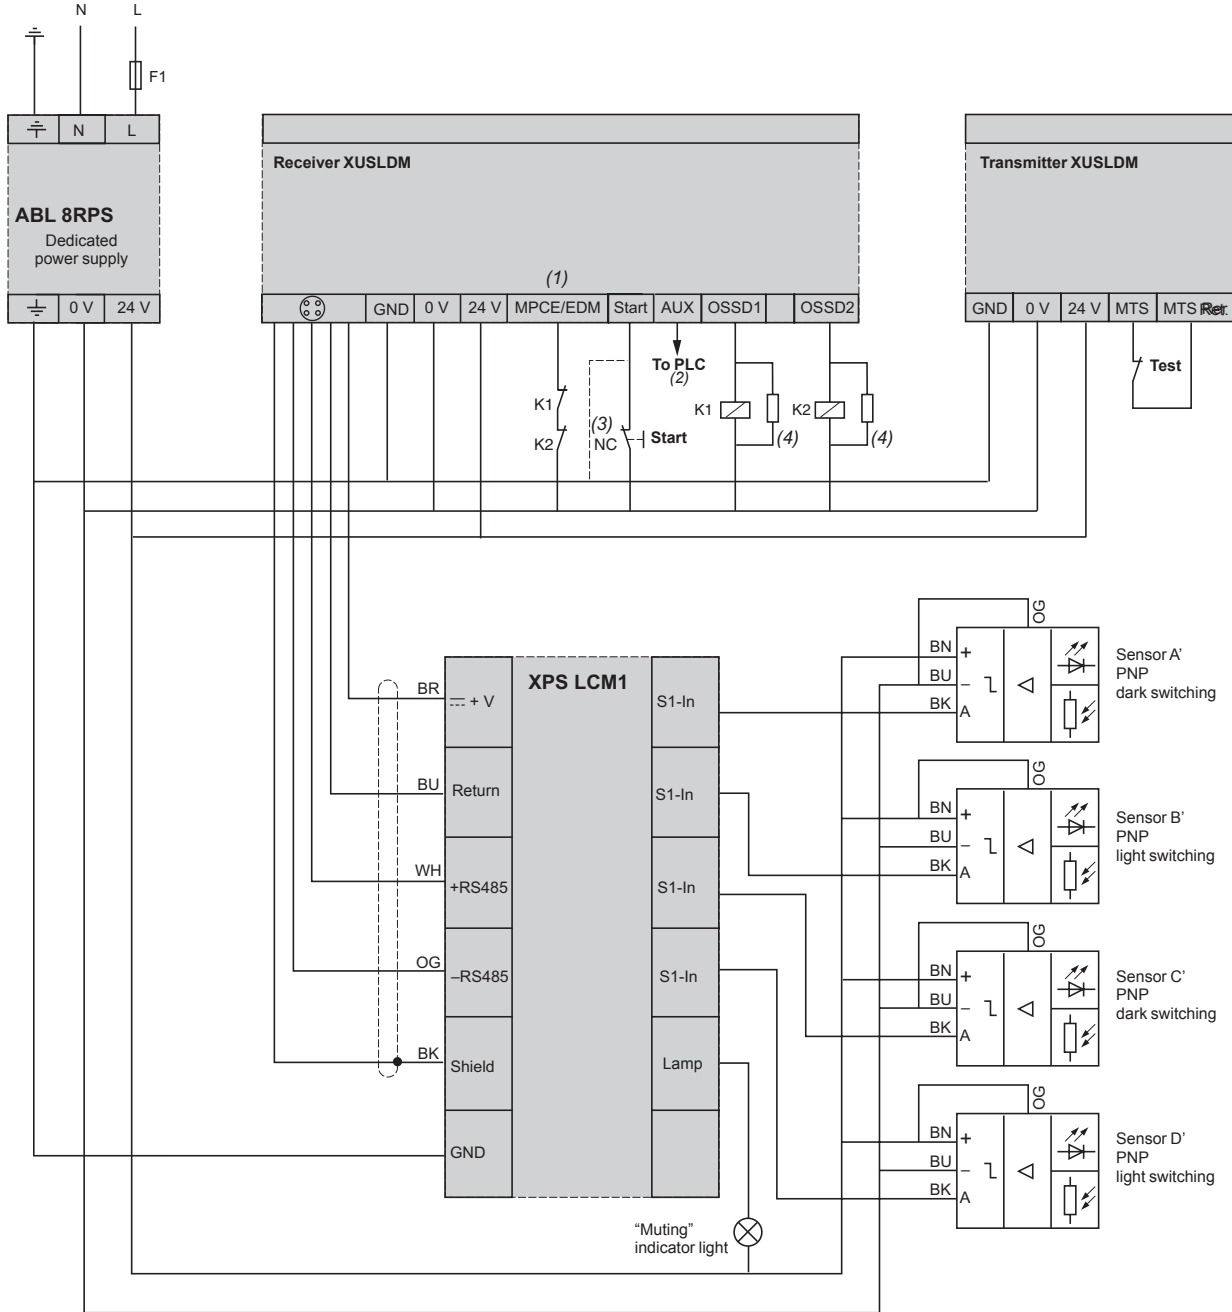 N
L
F1
N
L
ABL 8RPS
Dedicated
power supply
0 V
24 V
Receiver XUSLDM
(1)
GND
0 V
24 V
MPCE/EDM
Start
AUX
OSSD1
OSSD2
Transmitter XUSLDM
GND
0 V
24 V
MTS
MTS Ret.
To PLC
(2)
Test
K1
K2
(3)
NC
Start
K1
(4)
K2
(4)
XPS LCM1
BR
+ V
BU
Return
WH
+RS485
OG
–RS485
BK
Shield
GND
S1-In
S1-In
S1-In
S1-In
Lamp
“Muting”
indicator light
OG
BN
+
BU
–
BK
A
Sensor A’
PNP
dark switching
OG
BN
+
BU
–
BK
A
Sensor B’
PNP
light switching
OG
BN
+
BU
–
BK
A
Sensor C’
PNP
dark switching
OG
BN
+
BU
–
BK
A
Sensor D’
PNP
light switching